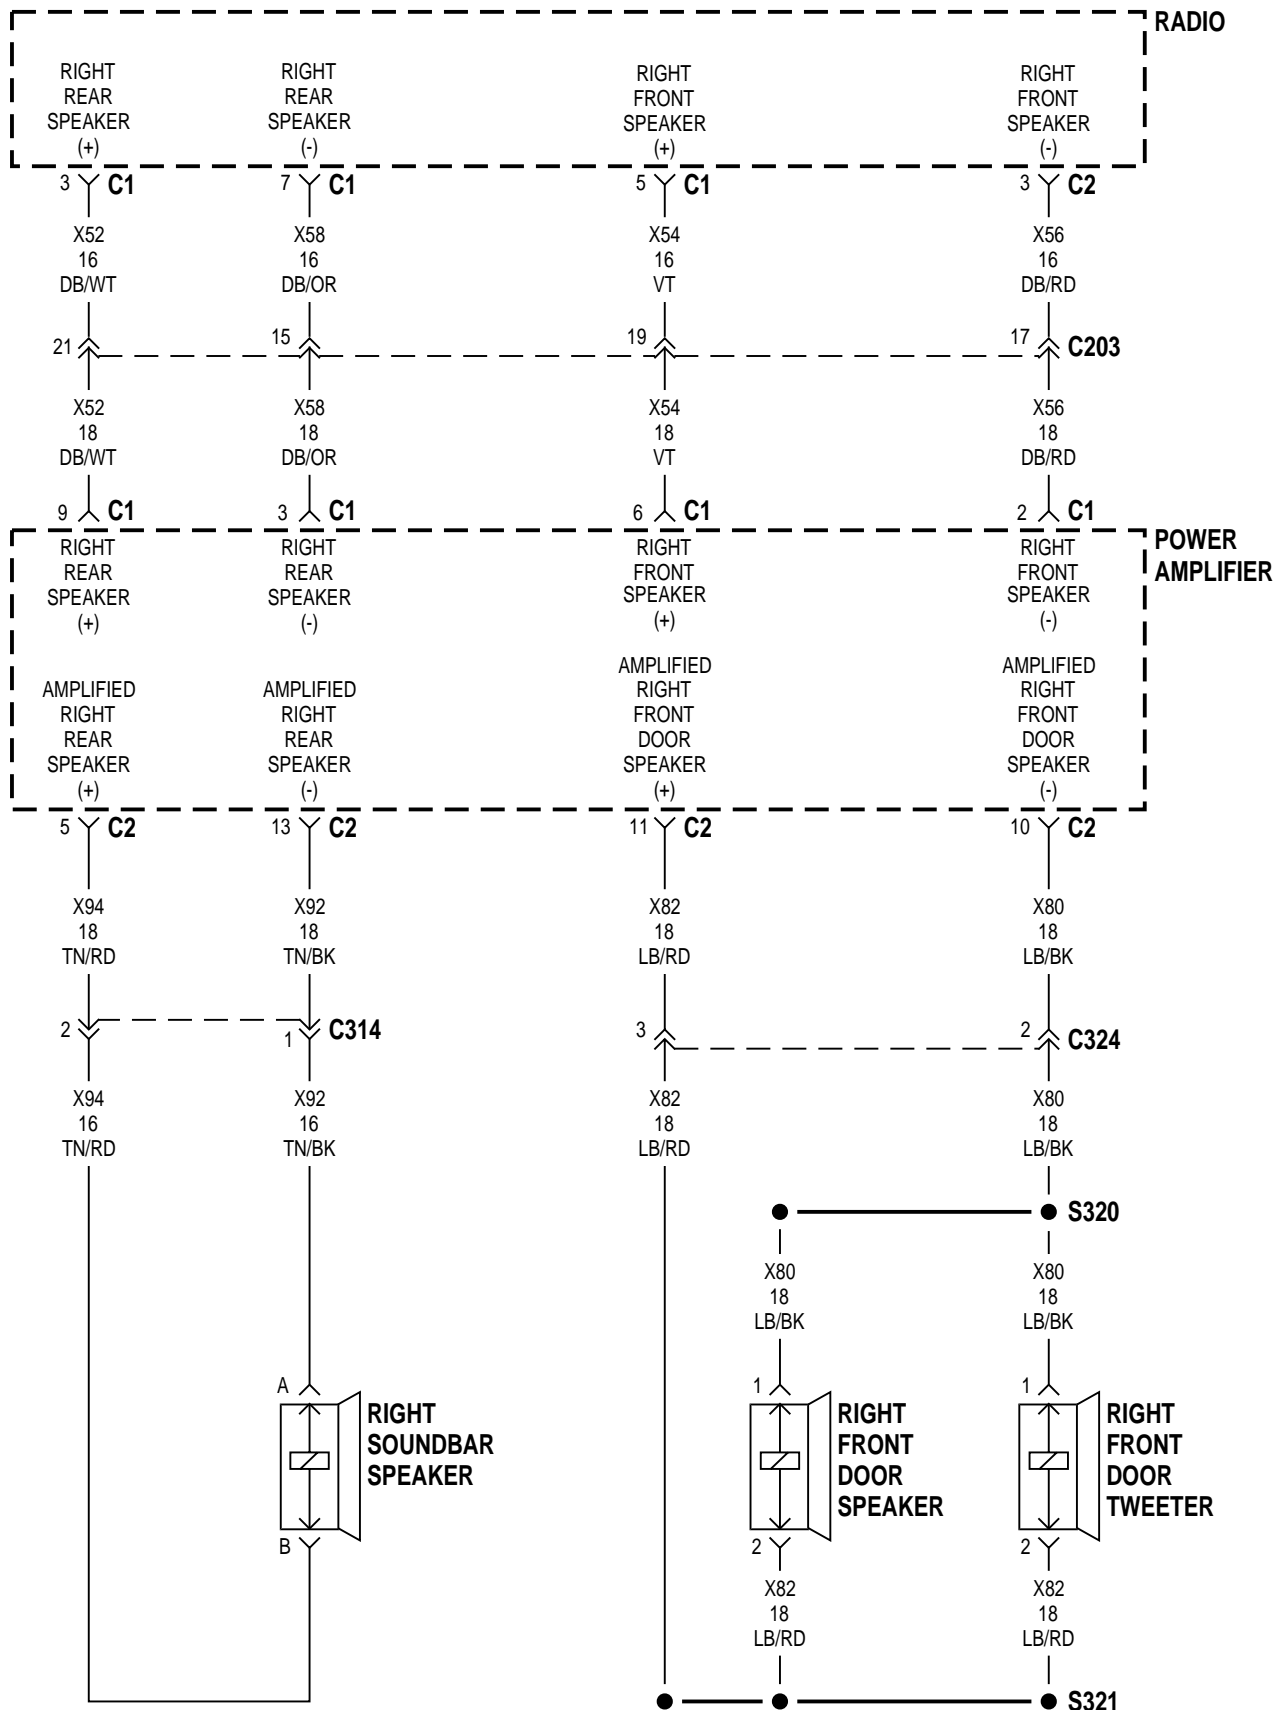 RADIO
RIGHT REAR SPEAKER (+)
RIGHT REAR SPEAKER (-)
RIGHT FRONT SPEAKER (+)
RIGHT FRONT SPEAKER (-)
3 C1 7 C1 5 C1 3 C2
X52 X58 X54 X56
16 16 16 16
DB/WT DB/OR VT DB/RD
21 15 19 17 C203
X52 X58 X54 X56
18 18 18 18
DB/WT DB/OR VT DB/RD
9 C1 3 C1 6 C1 2 C1
POWER
AMPLIFIER
RIGHT REAR SPEAKER (+)
RIGHT REAR SPEAKER (-)
RIGHT FRONT SPEAKER (+)
RIGHT FRONT SPEAKER (-)
AMPLIFIED RIGHT REAR SPEAKER (+)
AMPLIFIED RIGHT REAR SPEAKER (-)
AMPLIFIED RIGHT FRONT DOOR SPEAKER (+)
AMPLIFIED RIGHT FRONT DOOR SPEAKER (-)
5 C2 13 C2 11 C2 10 C2
X94 X92 X82 X80
18 18 18 18
TN/RD TN/BK LB/RD LB/BK
2 1 C314 3 2 C324
X94 X92 X82 X80
16 16 18 18
TN/RD TN/BK LB/RD LB/BK
S320
X80 X80
18 18
LB/BK LB/BK
A 1 1
RIGHT SOUNDBAR SPEAKER
RIGHT FRONT DOOR SPEAKER
RIGHT FRONT DOOR TWEETER
B 2 2
X82 X82
18 18
LB/RD LB/RD
S321